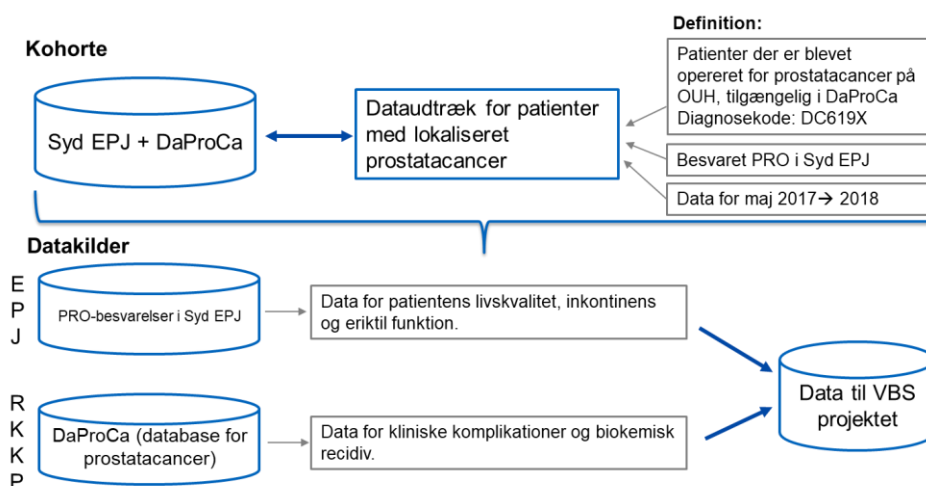 Definition:
Kohorte
Patienter der er blevet
opereret for prostatacancer på
OUH, tilgængelig i DaProCa
Diagnosekode: DC619X
Syd EPJ + DaProCa
Dataudtræk for patienter
med lokaliseret
prostatacancer
Besvaret PRO i Syd EPJ
Data for maj 2017→ 2018
Datakilder
E
P
J
PRO-besvarelser i Syd EPJ
Data for patientens livskvalitet, inkontinens
og eriktil funktion.
Data til VBS
projektet
R
K
K
P
DaProCa (database for
prostatacancer)
Data for kliniske komplikationer og biokemisk
recidiv.